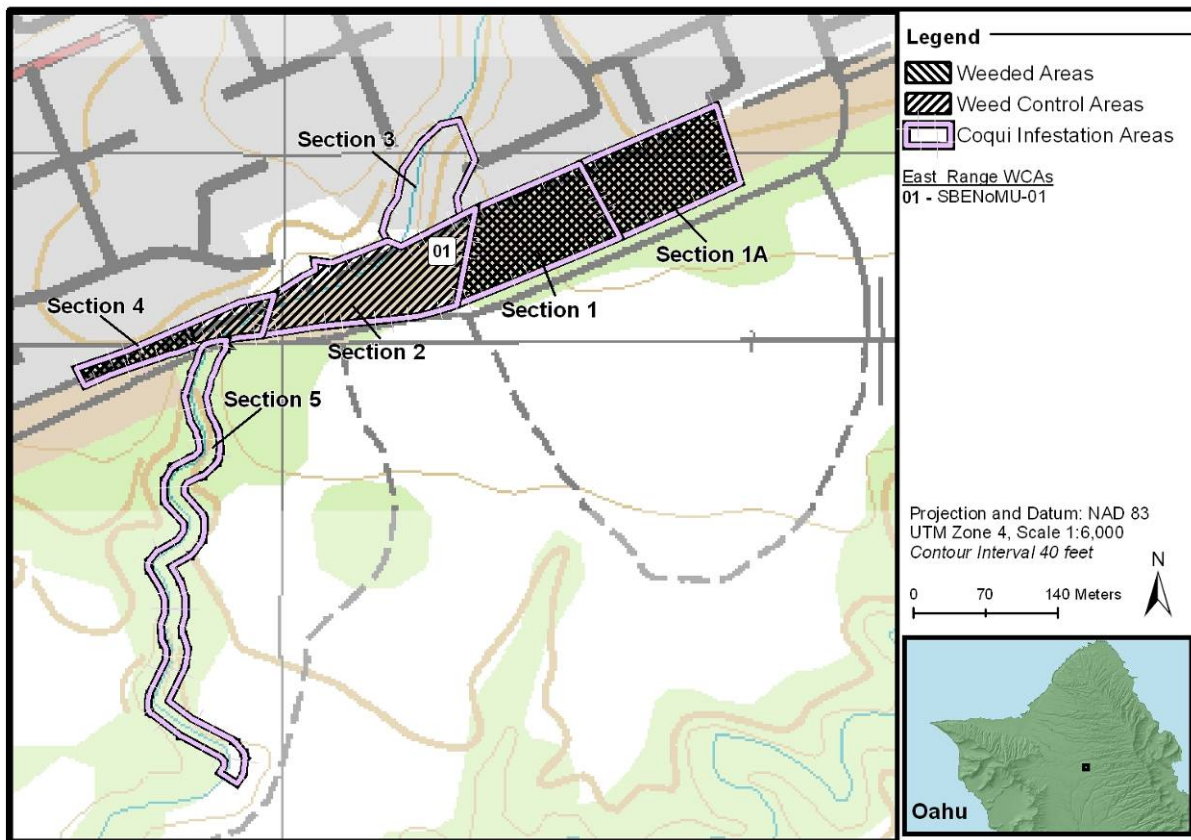 Section 3
01
Section 1A
Section 4
Section 1
Section 2
Section 5
Legend
Weeded Areas
Weed Control Areas
Coqui Infestation Areas
East Range WCAs
01 - SBENoMU-01
Projection and Datum: NAD 83
UTM Zone 4, Scale 1:6,000
Contour Interval 40 feet
N
0 70 140 Meters
Oahu